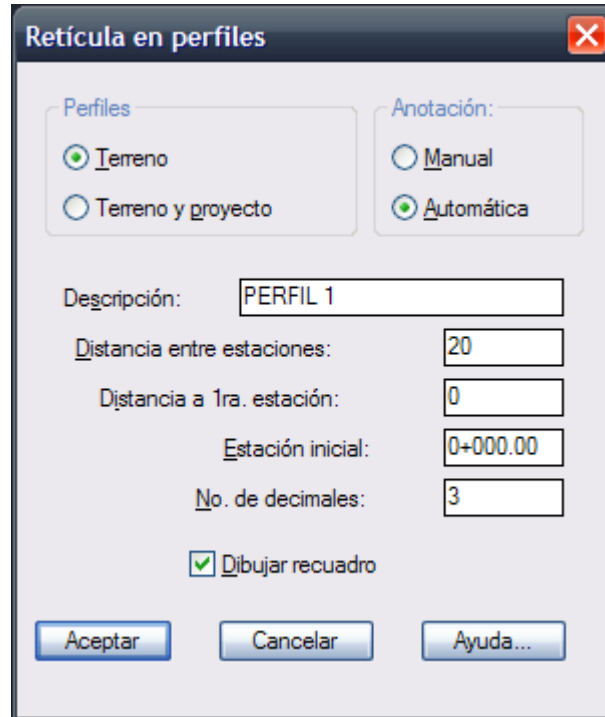 Retícula en perfiles
Perfiles
Anotación:
Terreno
Manual
Terreno y proyecto
Automática
Descripción: PERFIL 1
Distancia entre estaciones: 20
Distancia a 1ra. estación: 0
Estación inicial: 0+000.00
No. de decimales: 3
Dibujar recuadro
Aceptar
Cancelar
Ayuda...